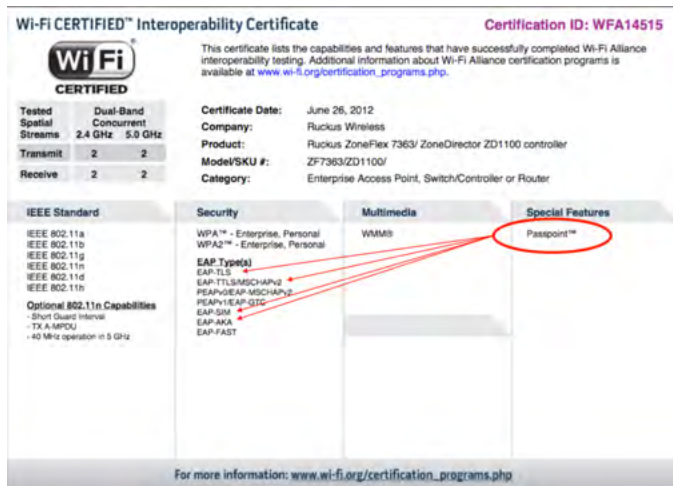 Wi-Fi CERTIFIED™ Interoperability Certificate
Certification ID: WFA14515
Wi Fi
CERTIFIED
This certificate lists the capabilities and features that have successfully completed Wi-Fi Alliance
interoperability testing. Additional information about Wi-Fi Alliance certification programs is
available at www.wi-fi.org/certification_programs.php.
Tested Spatial Streams
Dual-Band Concurrent
2.4 GHz 5.0 GHz
Transmit 2 2
Receive 2 2
Certificate Date: June 26, 2012
Company: Ruckus Wireless
Product: Ruckus ZoneFlex 7363/ ZoneDirector ZD1100 controller
Model/SKU #: ZF7363/ZD1100/
Category: Enterprise Access Point, Switch/Controller or Router
IEEE Standard
IEEE 802.11a
IEEE 802.11b
IEEE 802.11g
IEEE 802.11n
IEEE 802.11d
IEEE 802.11h
Optional 802.11n Capabilities
- Short Guard Interval
- TX A-MPDU
- 40 MHz operation in 5 GHz
Security
WPA™ - Enterprise, Personal
WPA2™ - Enterprise, Personal
EAP Type(s)
EAP-TLS
EAP-TTLS/MSCHAPv2
PEAPv0/EAP-MSCHAPv2
PEAPv1/EAP-GTC
EAP-SIM
EAP-AKA
EAP-FAST
Multimedia
WMM®
Special Features
Passpoint™
For more information: www.wi-fi.org/certification_programs.php